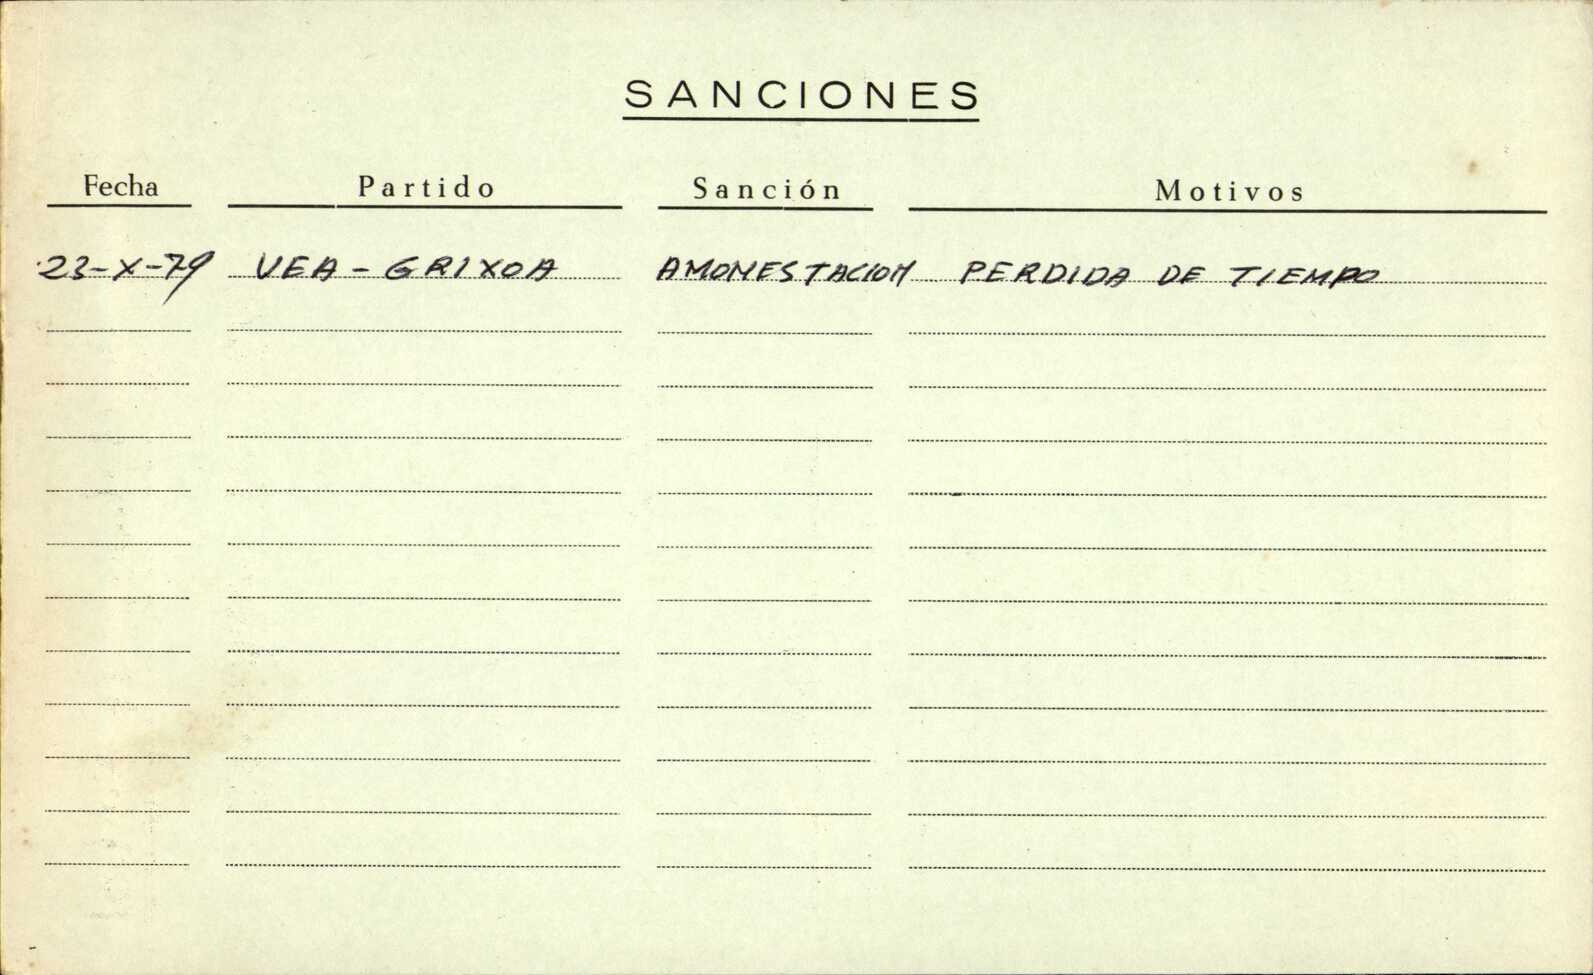 SANCIONES
Fecha Partido Sanción Motivos
23-X-79 VEA - GRIXOA AMONESTACION PERDIDA DE TIEMPO